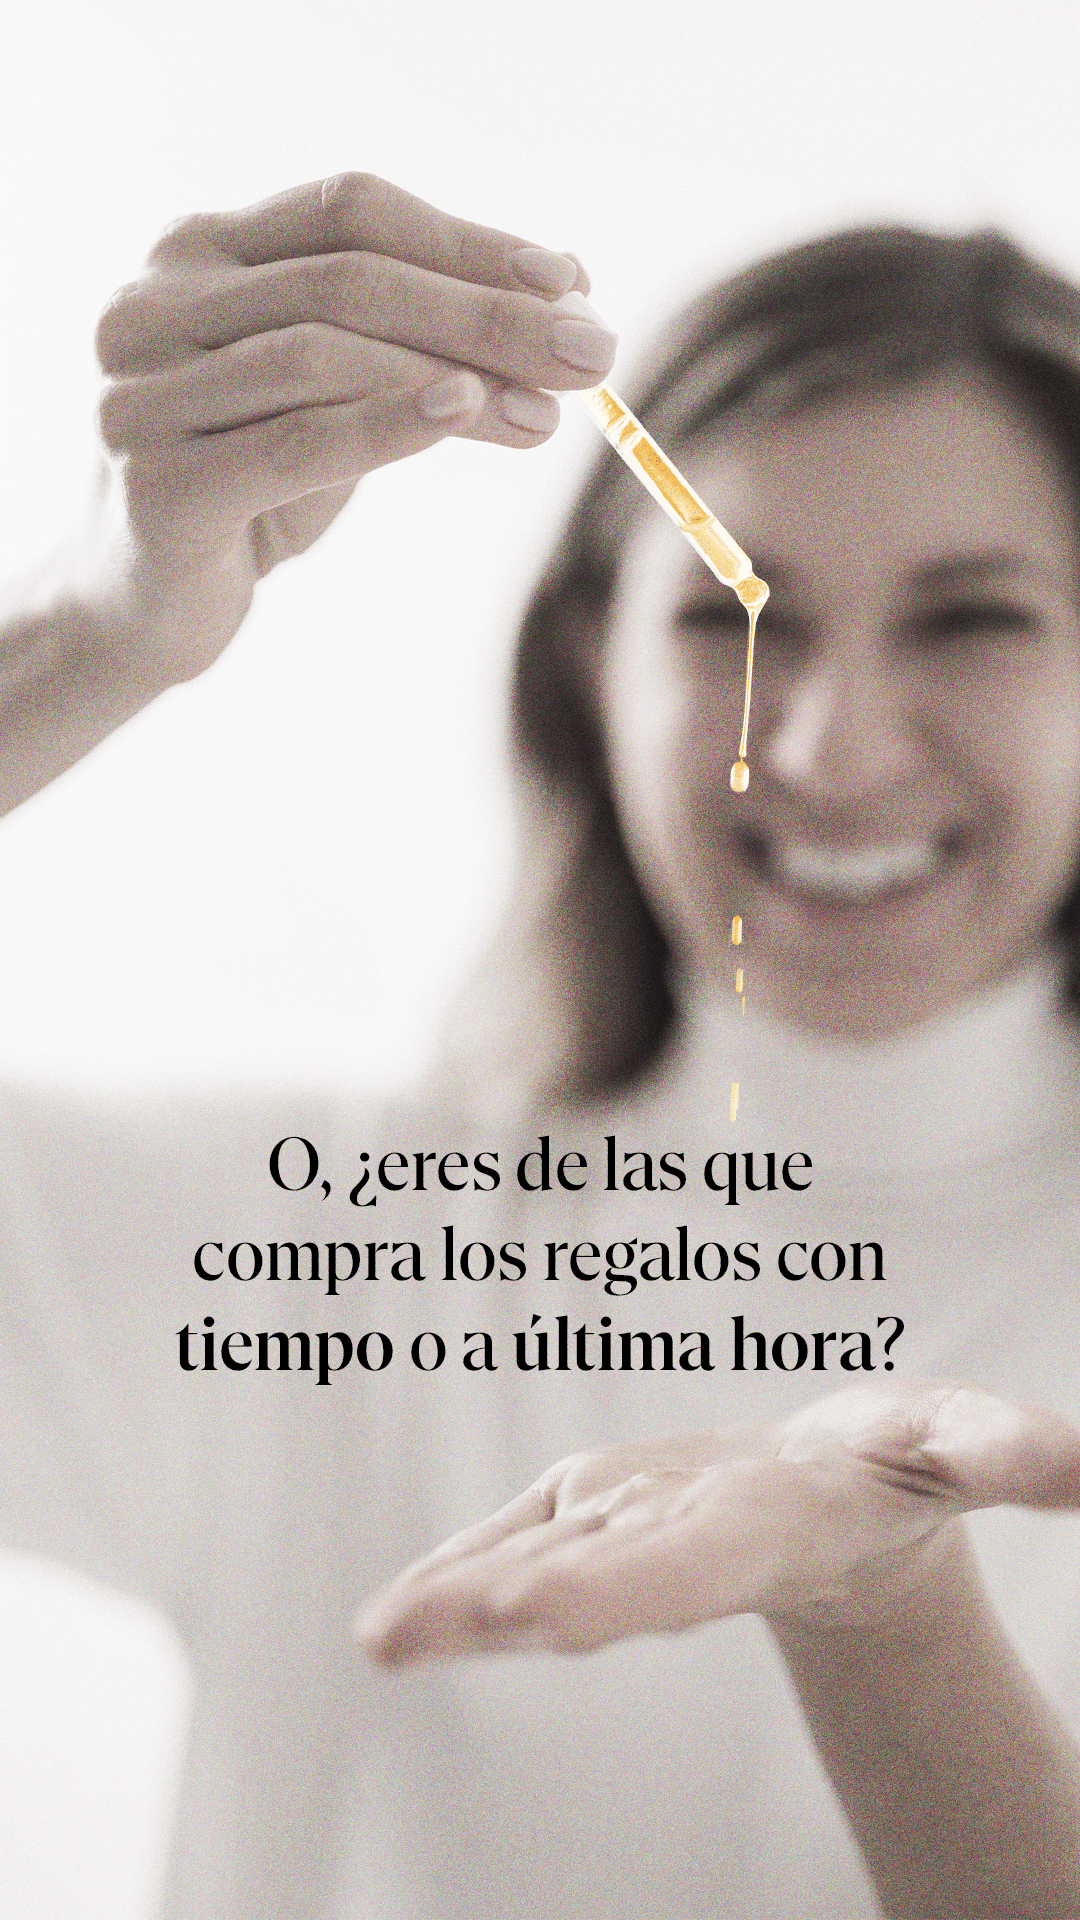 O, ¿eres de las que
compra los regalos con
tiempo o a última hora?